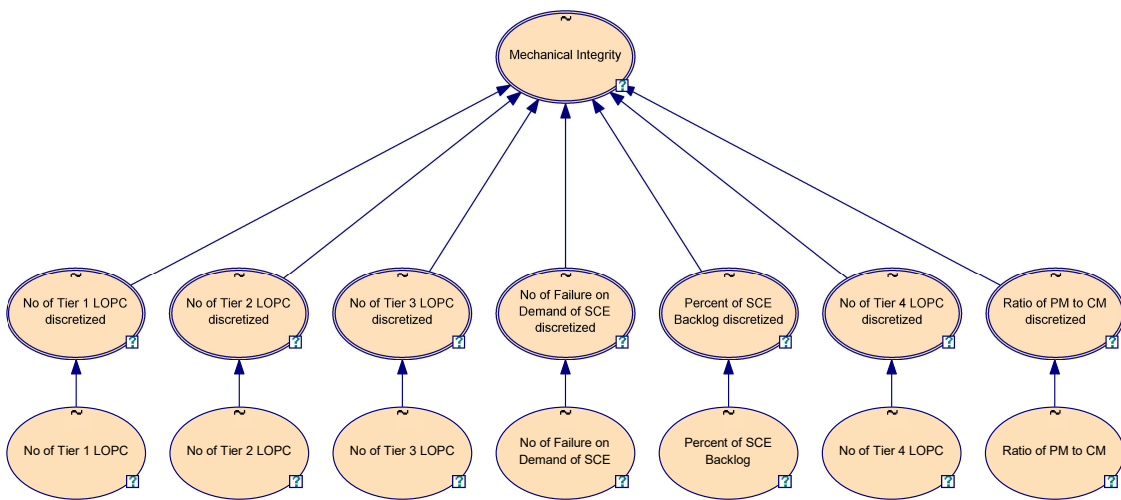 ~
Mechanical Integrity
?
~
No of Tier 1 LOPC
discretized
?
~
No of Tier 2 LOPC
discretized
?
~
No of Tier 3 LOPC
discretized
?
~
No of Failure on
Demand of SCE
discretized
?
~
Percent of SCE
Backlog discretized
?
~
No of Tier 4 LOPC
discretized
?
~
Ratio of PM to CM
discretized
?
~
No of Tier 1 LOPC
?
~
No of Tier 2 LOPC
?
~
No of Tier 3 LOPC
?
~
No of Failure on
Demand of SCE
?
~
Percent of SCE
Backlog
?
~
No of Tier 4 LOPC
?
~
Ratio of PM to CM
?